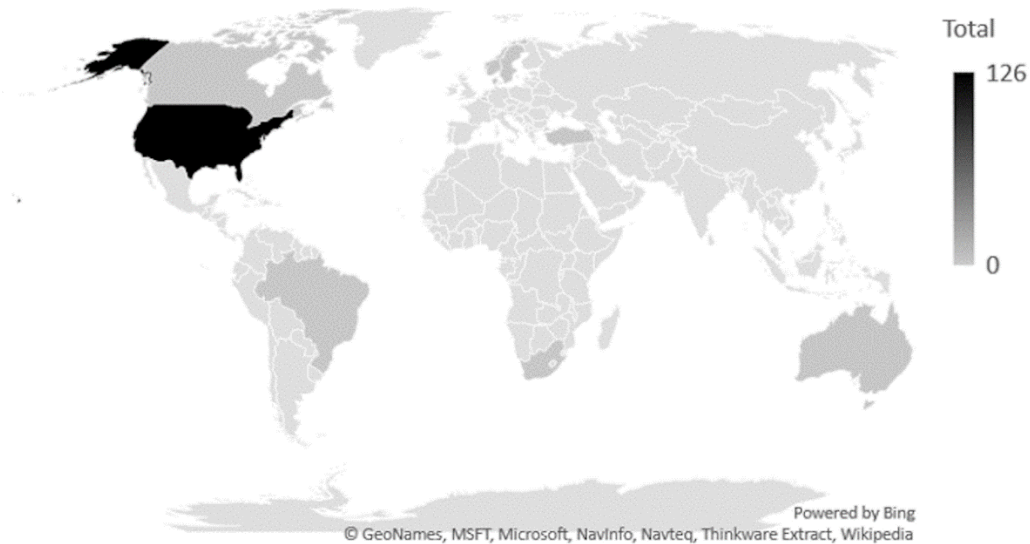 Total
126
0
Powered by Bing
© GeoNames, MSFT, Microsoft, NavInfo, Navteq, Thinkware Extract, Wikipedia